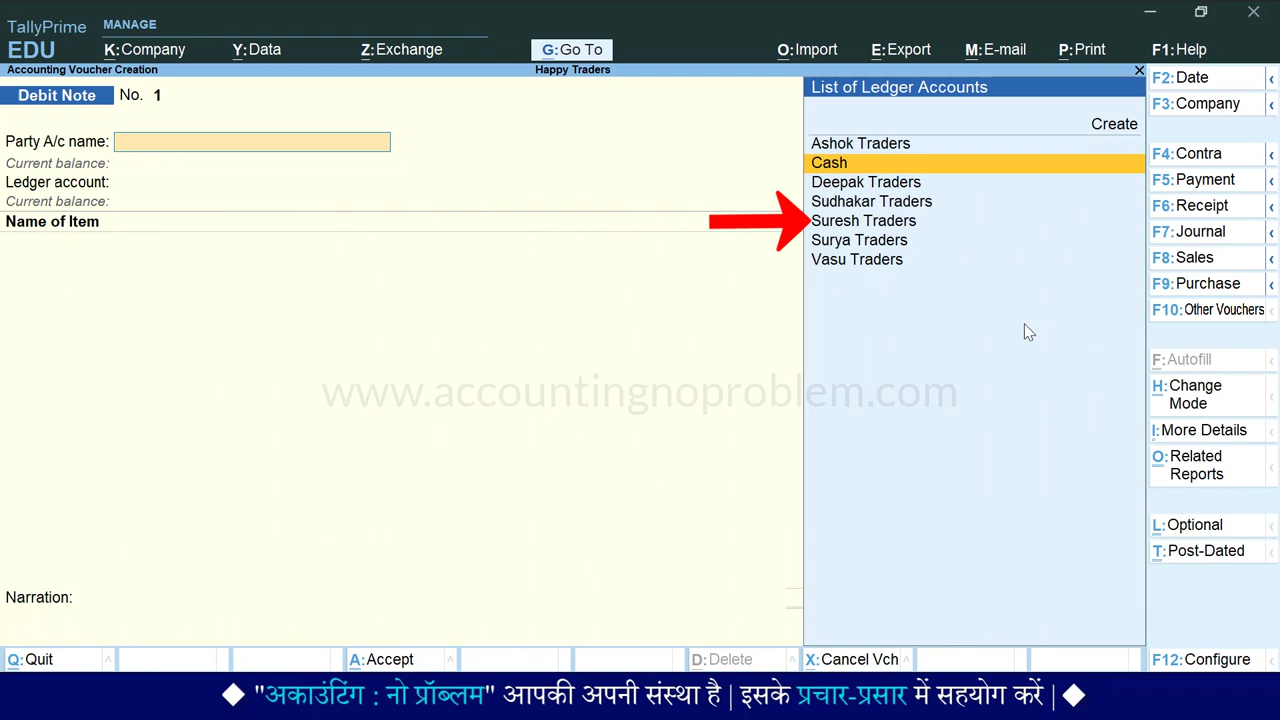 TallyPrime
EDU
MANAGE
K:Company Y:Data Z:Exchange G:Go To O:Import E:Export M:E-mail P:Print F1:Help
Accounting Voucher Creation Happy Traders
Debit Note No. 1
Party A/c name:
Current balance:
Ledger account:
Current balance:
Name of Item
Narration:
List of Ledger Accounts
Create
Ashok Traders
Cash
Deepak Traders
Sudhakar Traders
Suresh Traders
Surya Traders
Vasu Traders
F2:Date
F3:Company
F4:Contra
F5:Payment
F6:Receipt
F7:Journal
F8:Sales
F9:Purchase
F10:Other Vouchers
F:Autofill
H:Change
Mode
I:More Details
O:Related
Reports
L:Optional
T:Post-Dated
www.accountingnoproblem.com
Q:Quit A:Accept D:Delete X:Cancel Vch F12:Configure
"अकाउंटिंग : नो प्रॉब्लम" आपकी अपनी संस्था है | इसके प्रचार-प्रसार में सहयोग करें |